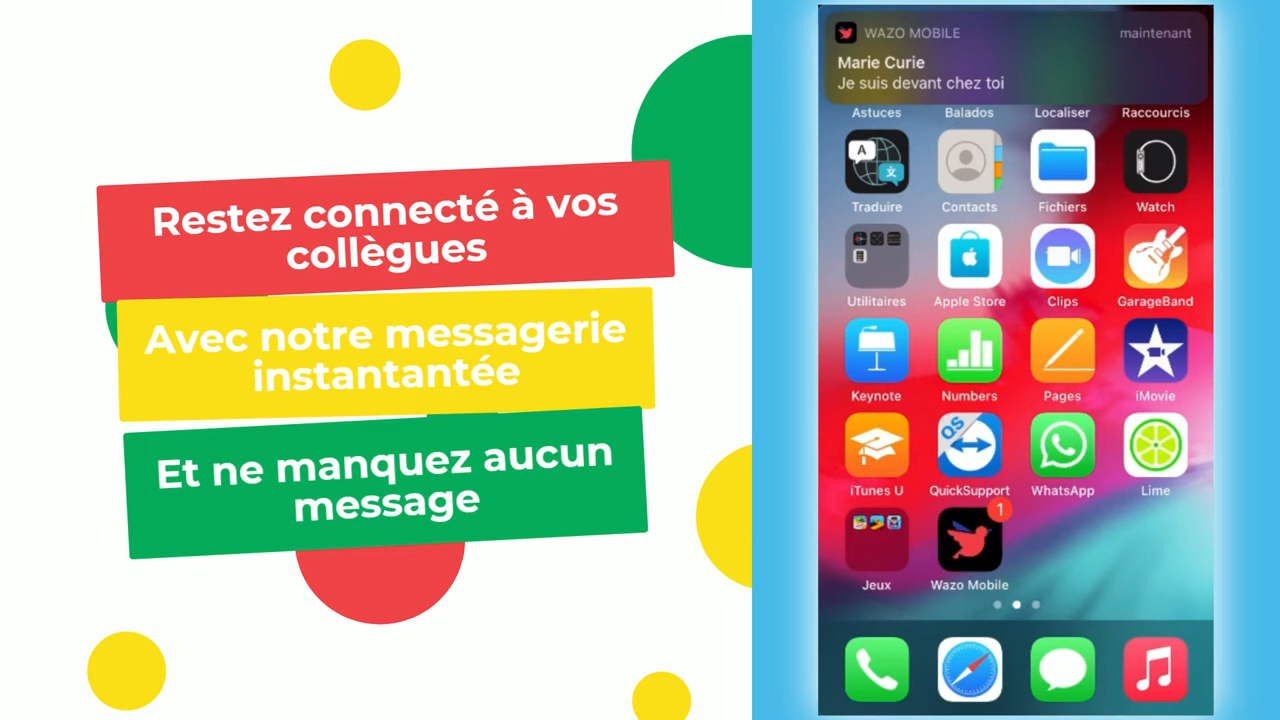 Restez connecté à vos
collègues
Avec notre messagerie
instantantée
Et ne manquez aucun
message
WAZO MOBILE
maintenant
Marie Curie
Je suis devant chez toi
Astuces
Balados
Localiser
Raccourcis
A
文
Traduire
Contacts
Fichiers
Watch
Utilitaires
Apple Store
Clips
GarageBand
Keynote
Numbers
Pages
iMovie
QS
iTunes U
QuickSupport
WhatsApp
Lime
1
Jeux
Wazo Mobile